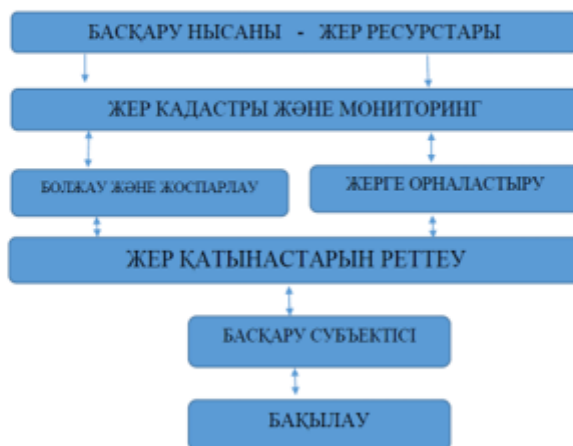 БАСҚАРУ НЫСАНЫ - ЖЕР РЕСУРСТАРЫ
ЖЕР КАДАСТРЫ ЖӘНЕ МОНИТОРИНГ
БОЛЖАУ ЖӘНЕ ЖОСПАРЛАУ
ЖЕРГЕ ОРНАЛАСТЫРУ
ЖЕР ҚАТЫНАСТАРЫН РЕТТЕУ
БАСҚАРУ СУБЪЕКТІСІ
БАҚЫЛАУ